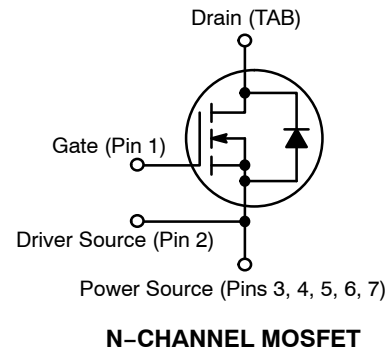 Drain (TAB)
Gate (Pin 1)
Driver Source (Pin 2)
Power Source (Pins 3, 4, 5, 6, 7)
N−CHANNEL MOSFET